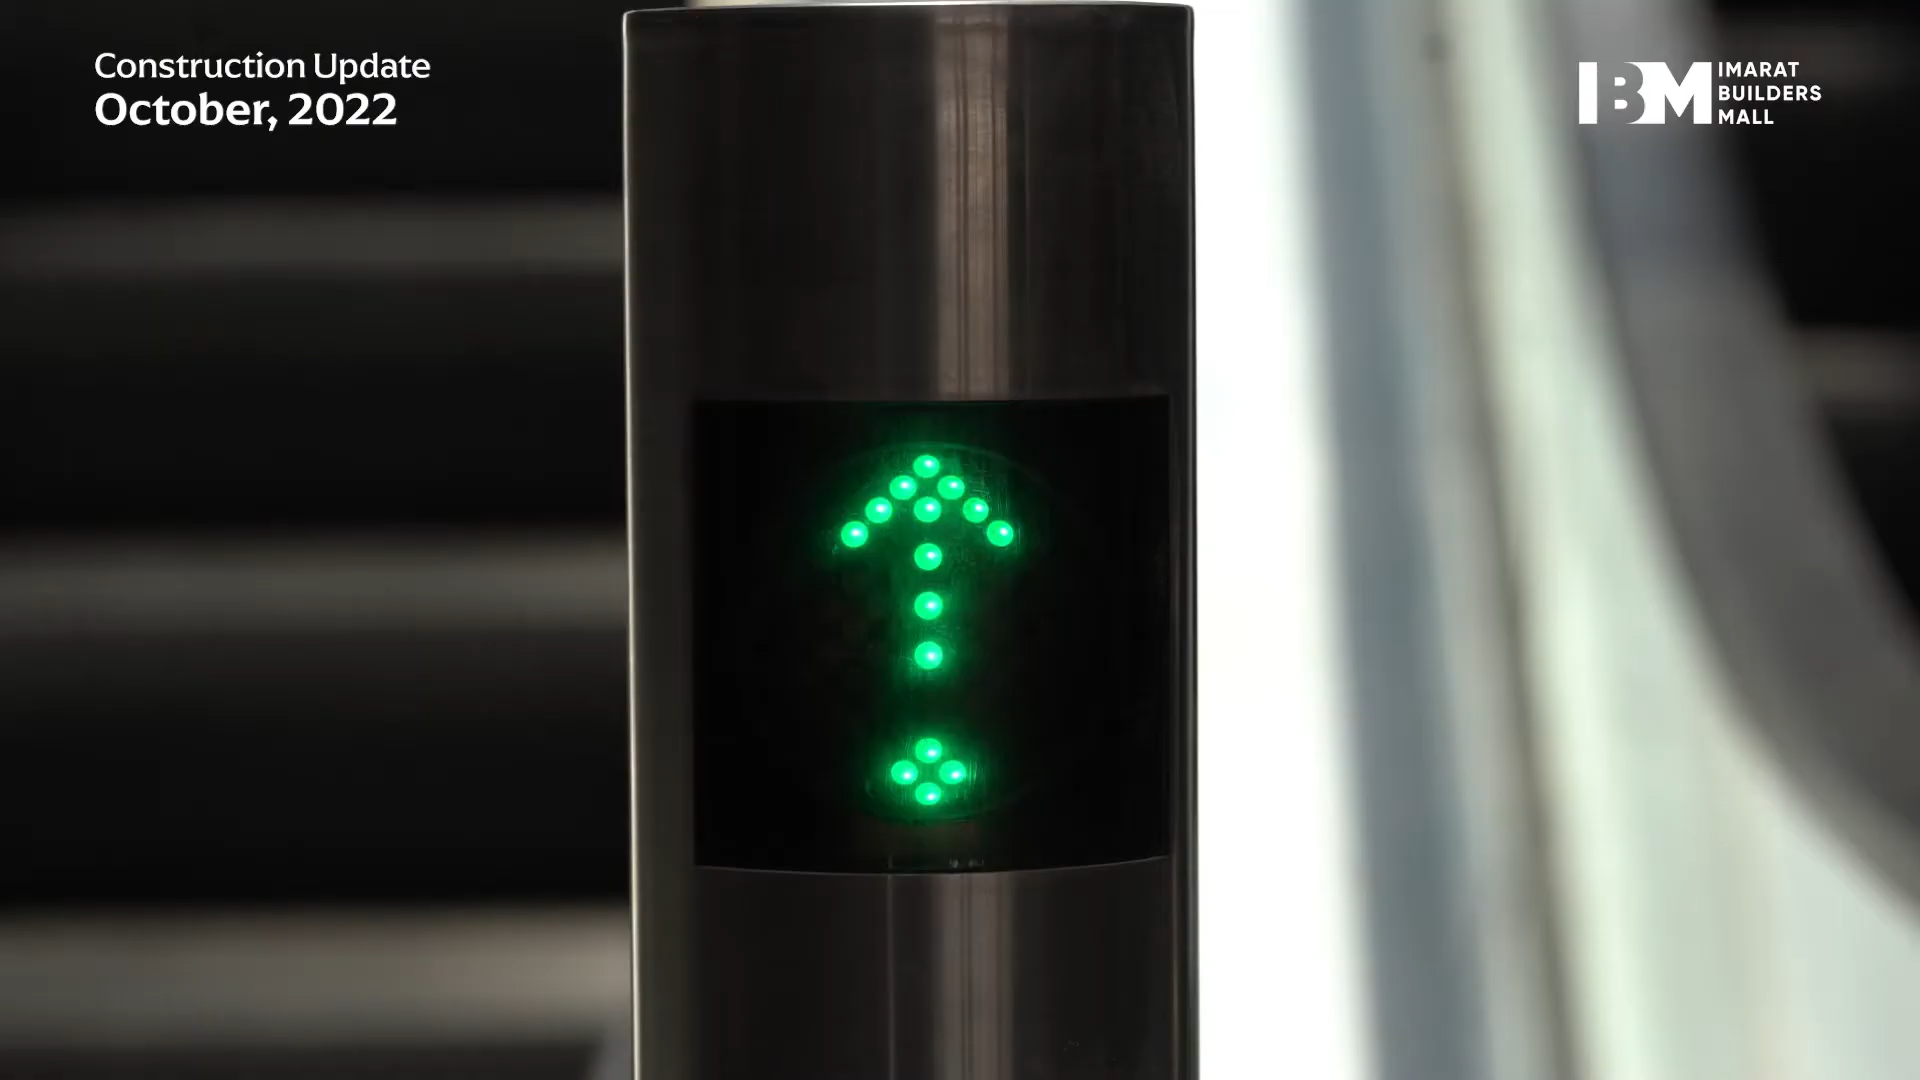 Construction Update
October, 2022
IBM
IMARAT
BUILDERS
MALL